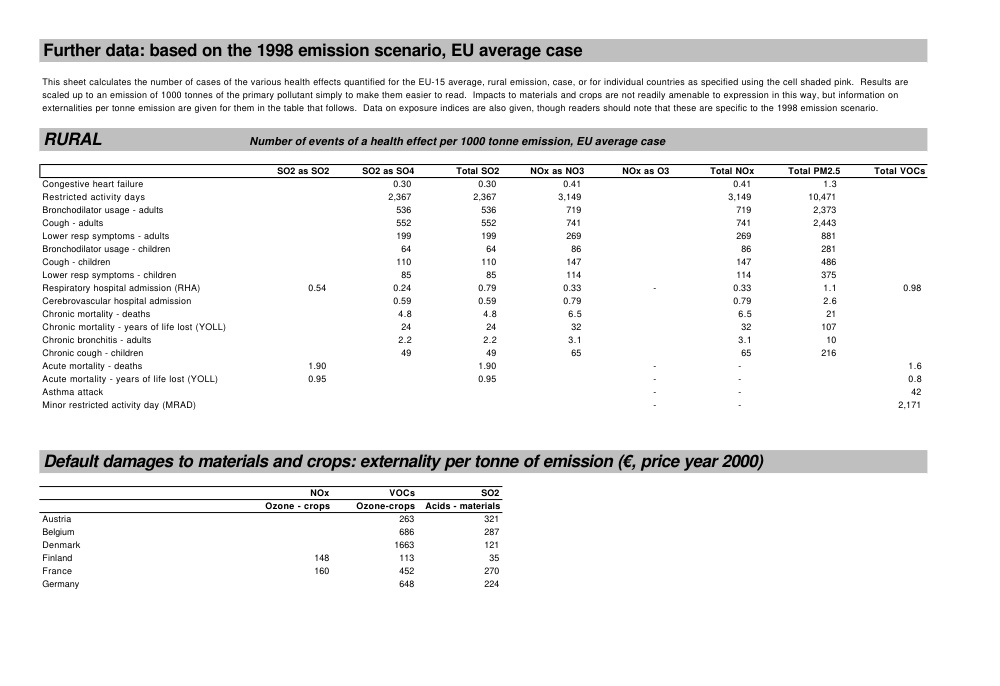 Further data: based on the 1998 emission scenario, EU average case
This sheet calculates the number of cases of the various health effects quantified for the EU-15 average, rural emission, case, or for individual countries as specified using the cell shaded pink. Results are
scaled up to an emission of 1000 tonnes of the primary pollutant simply to make them easier to read. Impacts to materials and crops are not readily amenable to expression in this way, but information on
externalities per tonne emission are given for them in the table that follows. Data on exposure indices are also given, though readers should note that these are specific to the 1998 emission scenario.
RURAL Number of events of a health effect per 1000 tonne emission, EU average case
SO2 as SO2 SO2 as SO4 Total SO2 NOx as NO3 NOx as O3 Total NOx Total PM2.5 Total VOCs
Congestive heart failure 0.30 0.30 0.41 0.41 1.3
Restricted activity days 2,367 2,367 3,149 3,149 10,471
Bronchodilator usage - adults 536 536 719 719 2,373
Cough - adults 552 552 741 741 2,443
Lower resp symptoms - adults 199 199 269 269 881
Bronchodilator usage - children 64 64 86 86 281
Cough - children 110 110 147 147 486
Lower resp symptoms - children 85 85 114 114 375
Respiratory hospital admission (RHA) 0.54 0.24 0.79 0.33 - 0.33 1.1 0.98
Cerebrovascular hospital admission 0.59 0.59 0.79 0.79 2.6
Chronic mortality - deaths 4.8 4.8 6.5 6.5 21
Chronic mortality - years of life lost (YOLL) 24 24 32 32 107
Chronic bronchitis - adults 2.2 2.2 3.1 3.1 10
Chronic cough - children 49 49 65 65 216
Acute mortality - deaths 1.90 1.90 - - 1.6
Acute mortality - years of life lost (YOLL) 0.95 0.95 - - 0.8
Asthma attack - - 42
Minor restricted activity day (MRAD) - - 2,171
Default damages to materials and crops: externality per tonne of emission (€, price year 2000)
NOx VOCs SO2
Ozone - crops Ozone-crops Acids - materials
Austria 263 321
Belgium 686 287
Denmark 1663 121
Finland 148 113 35
France 160 452 270
Germany 648 224